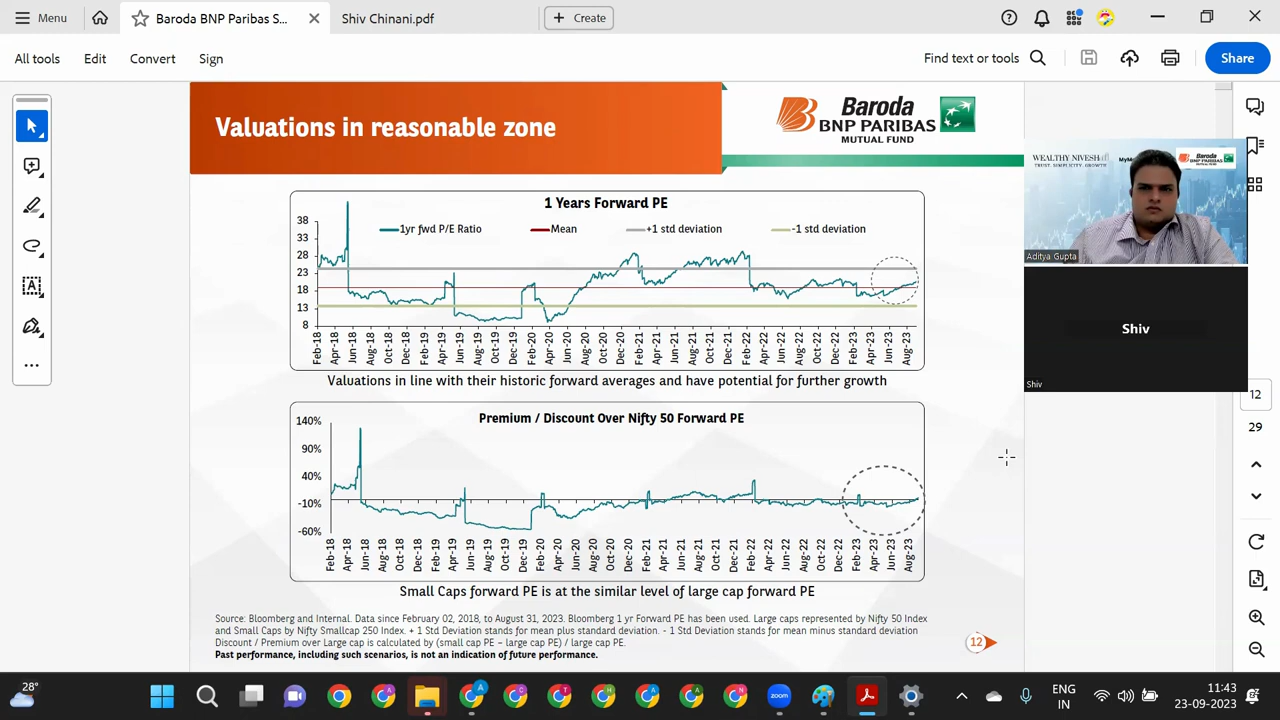 Menu
Baroda BNP Paribas S...
Shiv Chinani.pdf
Create
All tools
Edit
Convert
Sign
Find text or tools
Share
Valuations in reasonable zone
Baroda
BNP PARIBAS
MUTUAL FUND
1 Years Forward PE
1yr fwd P/E Ratio
Mean
+1 std deviation
-1 std deviation
38
33
28
23
18
13
8
Feb-18 Apr-18 Jun-18 Aug-18 Oct-18 Dec-18 Feb-19 Apr-19 Jun-19 Aug-19 Oct-19 Dec-19 Feb-20 Apr-20 Jun-20 Aug-20 Oct-20 Dec-20 Feb-21 Apr-21 Jun-21 Aug-21 Oct-21 Dec-21 Feb-22 Apr-22 Jun-22 Aug-22 Oct-22 Dec-22 Feb-23 Apr-23 Jun-23 Aug-23
Valuations in line with their historic forward averages and have potential for further growth
Premium / Discount Over Nifty 50 Forward PE
140%
90%
40%
-10%
-60%
Feb-18 Apr-18 Jun-18 Aug-18 Oct-18 Dec-18 Feb-19 Apr-19 Jun-19 Aug-19 Oct-19 Dec-19 Feb-20 Apr-20 Jun-20 Aug-20 Oct-20 Dec-20 Feb-21 Apr-21 Jun-21 Aug-21 Oct-21 Dec-21 Feb-22 Apr-22 Jun-22 Aug-22 Oct-22 Dec-22 Feb-23 Apr-23 Jun-23 Aug-23
Small Caps forward PE is at the similar level of large cap forward PE
Source: Bloomberg and Internal. Data since February 02, 2018, to August 31, 2023. Bloomberg 1 yr Forward PE has been used. Large caps represented by Nifty 50 Index
and Small Caps by Nifty Smallcap 250 Index. + 1 Std Deviation stands for mean plus standard deviation. - 1 Std Deviation stands for mean minus standard deviation
Discount / Premium over Large cap is calculated by (small cap PE – large cap PE) / large cap PE.
Past performance, including such scenarios, is not an indication of future performance.
12
WEALTHY NIVESH
TRUST. SIMPLICITY. GROWTH.
Baroda
BNP PARIBAS
Aditya Gupta
Shiv
Shiv
12
29
28°
ENG
IN
11:43
23-09-2023